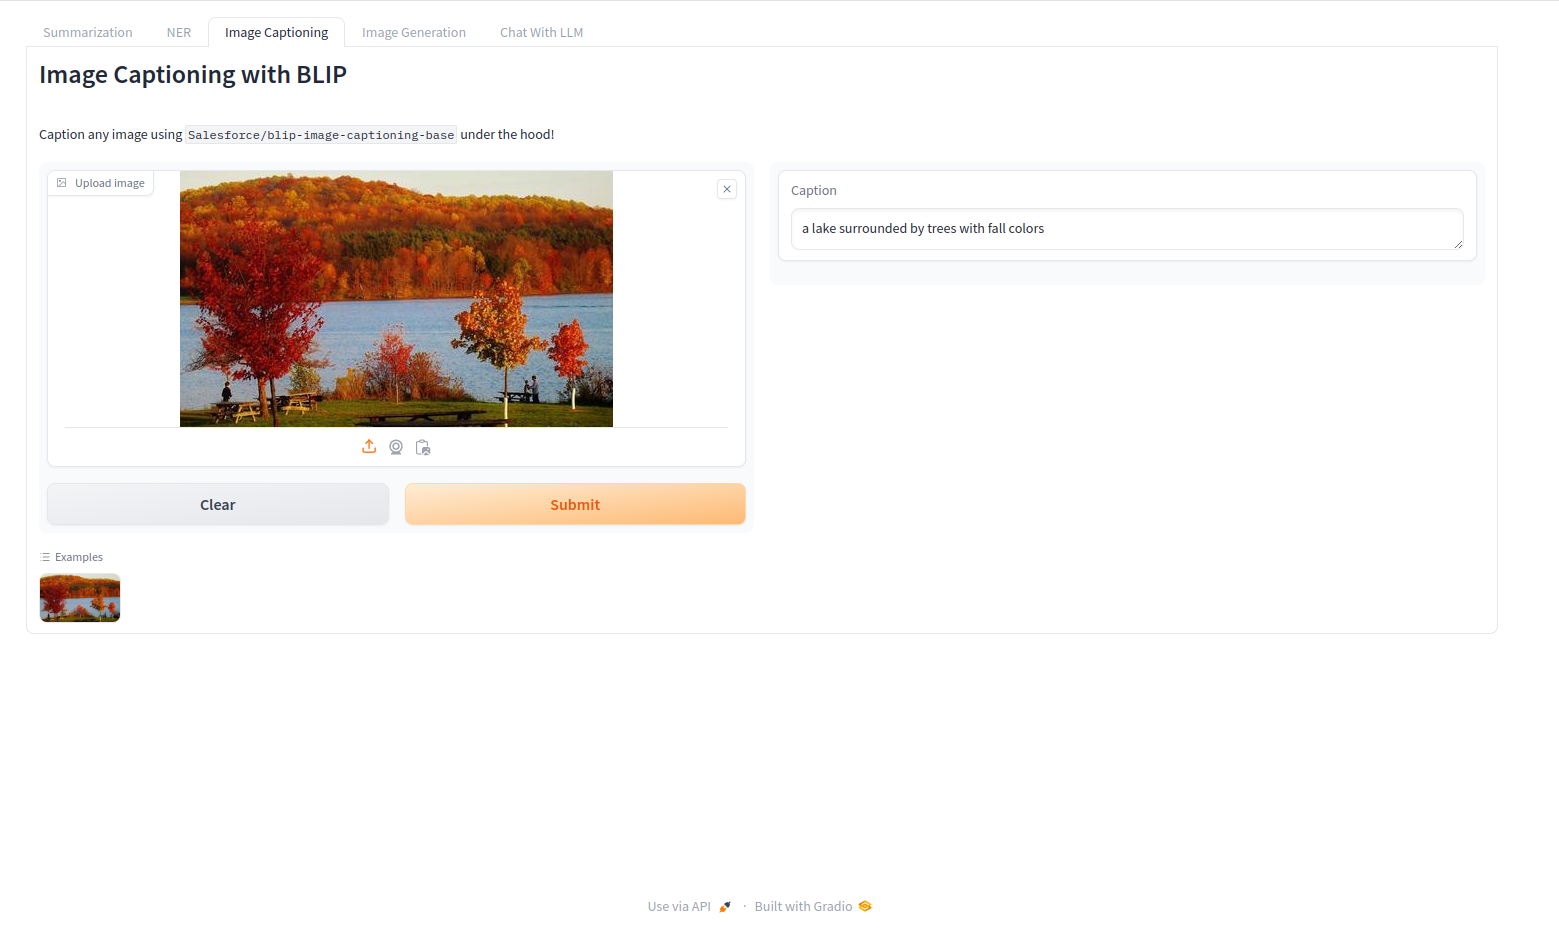 Summarization NER Image Captioning Image Generation Chat With LLM
Image Captioning with BLIP
Caption any image using Salesforce/blip-image-captioning-base under the hood!
Upload image
Caption
a lake surrounded by trees with fall colors
Clear Submit
Examples
Use via API · Built with Gradio